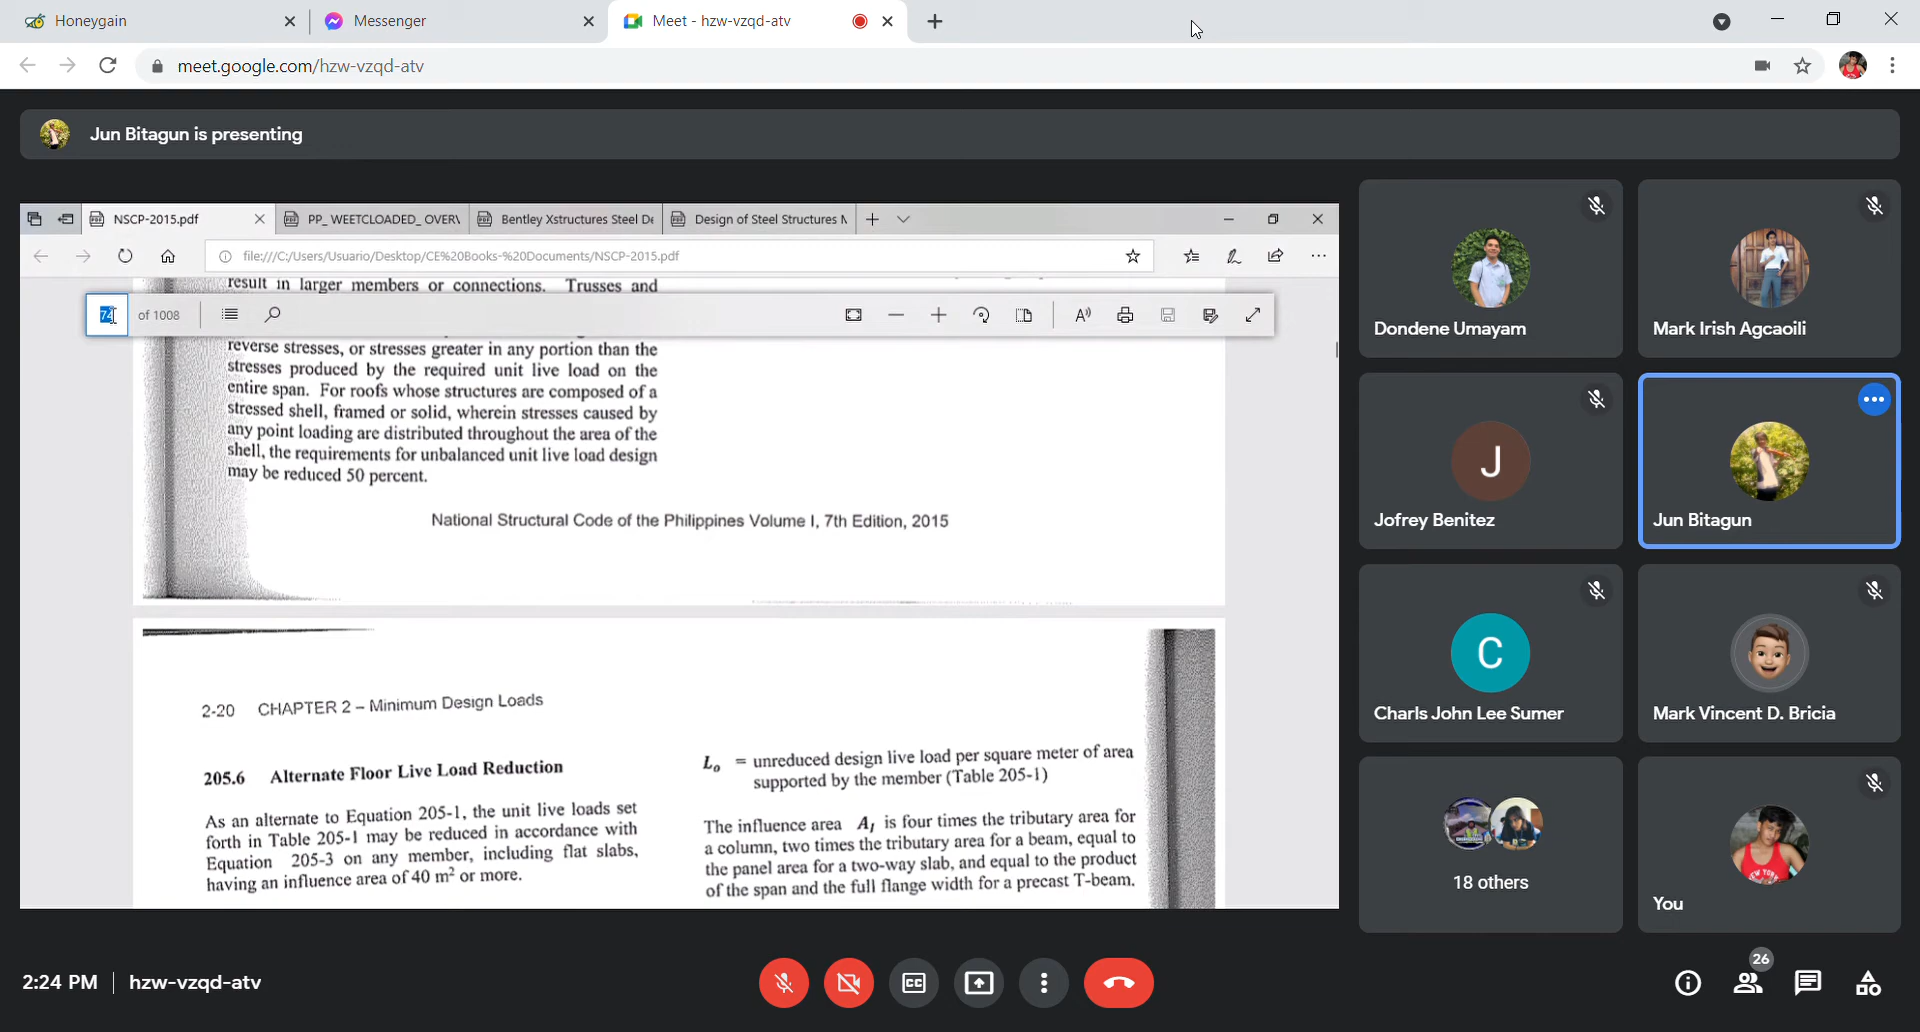 Honeygain
Messenger
Meet - hzw-vzqd-atv
meet.google.com/hzw-vzqd-atv
Jun Bitagun is presenting
NSCP-2015.pdf
PP_ WEETCLOADED_ OVER
Bentley Xstructures Steel De
Design of Steel Structures
file:///C:/Users/Usuario/Desktop/CE%20Books-%20Documents/NSCP-2015.pdf
result in larger members or connections. Trusses and
74 of 1008
reverse stresses, or stresses greater in any portion than the
stresses produced by the required unit live load on the
entire span. For roofs whose structures are composed of a
stressed shell, framed or solid, wherein stresses caused by
any point loading are distributed throughout the area of the
shell, the requirements for unbalanced unit live load design
may be reduced 50 percent.
National Structural Code of the Philippines Volume I, 7th Edition, 2015
2-20 CHAPTER 2 – Minimum Design Loads
205.6 Alternate Floor Live Load Reduction
As an alternate to Equation 205-1, the unit live loads set
forth in Table 205-1 may be reduced in accordance with
Equation 205-3 on any member, including flat slabs,
having an influence area of 40 m² or more.
Lo = unreduced design live load per square meter of area
supported by the member (Table 205-1)
The influence area AI is four times the tributary area for
a column, two times the tributary area for a beam, equal to
the panel area for a two-way slab, and equal to the product
of the span and the full flange width for a precast T-beam.
Dondene Umayam
Mark Irish Agcaoili
J
Jofrey Benitez
Jun Bitagun
C
Charls John Lee Sumer
Mark Vincent D. Bricia
18 others
NEW YORK
You
2:24 PM
hzw-vzqd-atv
CC
26